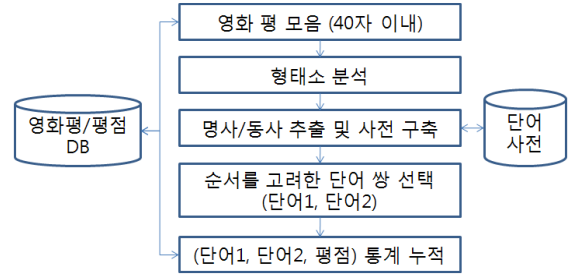 영화 평 모음 (40자 이내)
형태소 분석
영화평/평점
DB
명사/동사 추출 및 사전 구축
단어
사전
순서를 고려한 단어 쌍 선택
(단어1, 단어2)
(단어1, 단어2, 평점) 통계 누적